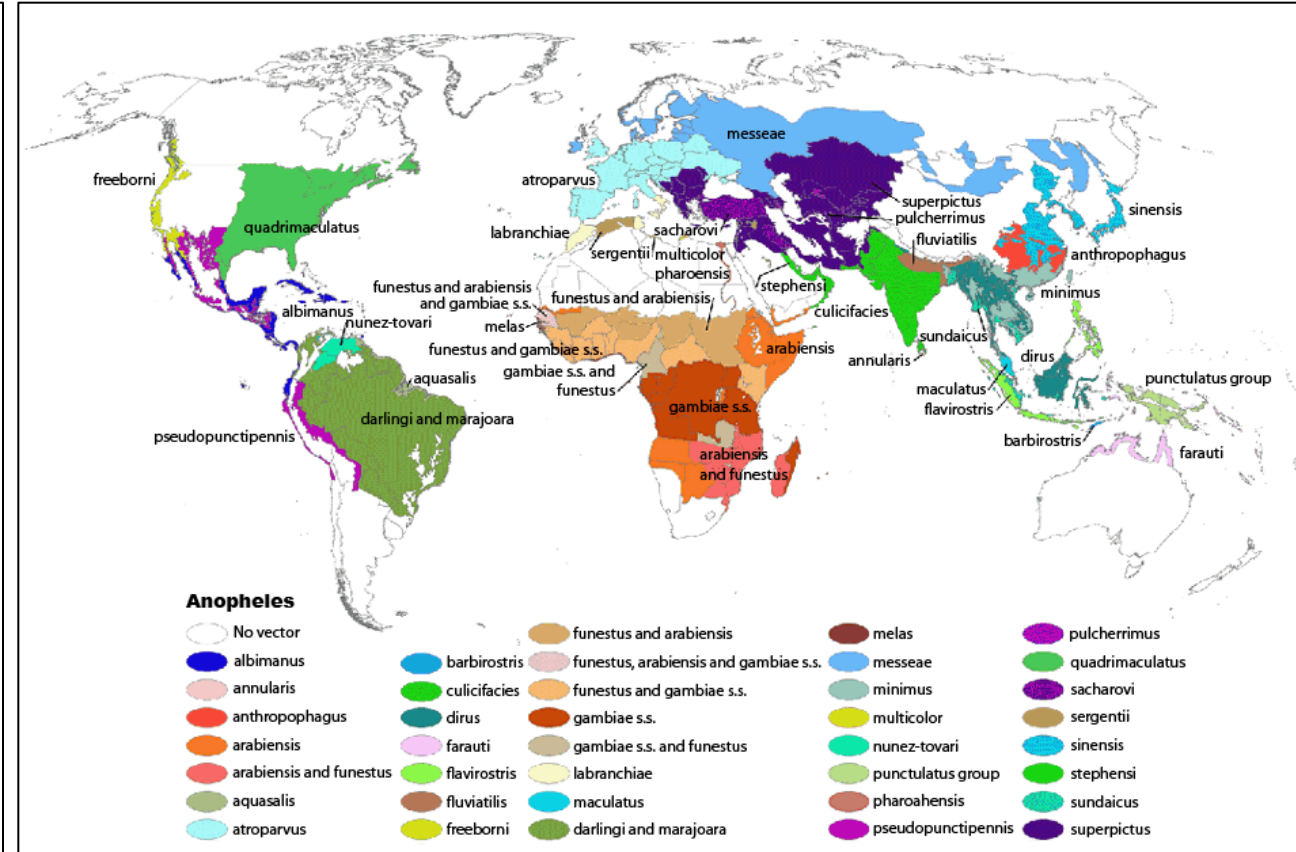 messeae
freeborni
atroparvus
superpictus
pulcherrimus
sinensis
quadrimaculatus
labranchiae
sacharovi
fluviatilis
sergentii
multicolor
pharoensis
anthropophagus
stephensi
funestus and arabiensis
and gambiae s.s.
funestus and arabiensis
minimus
albimanus
nunez-tovari
melas
culicifacies
funestus and gambiae s.s.
arabiensis
sundaicus
dirus
annularis
gambiae s.s. and
funestus
aquasalis
maculatus
punctulatus group
flavirostris
gambiae s.s.
darlingi and marajoara
pseudopunctipennis
barbirostris
farauti
arabiensis
and funestus
Anopheles
No vector
albimanus
annularis
anthropophagus
arabiensis
arabiensis and funestus
aquasalis
atroparvus
barbirostris
culicifacies
dirus
farauti
flavirostris
fluviatilis
freeborni
funestus and arabiensis
funestus, arabiensis and gambiae s.s.
funestus and gambiae s.s.
gambiae s.s.
gambiae s.s. and funestus
labranchiae
maculatus
darlingi and marajoara
melas
messeae
minimus
multicolor
nunez-tovari
punctulatus group
pharoahensis
pseudopunctipennis
pulcherrimus
quadrimaculatus
sacharovi
sergentii
sinensis
stephensi
sundaicus
superpictus